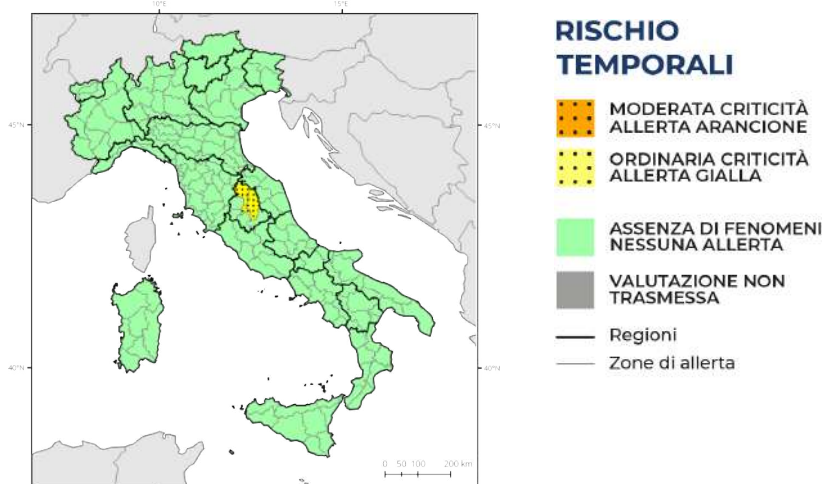 10°E
15°E
RISCHIO
TEMPORALI
MODERATA CRITICITÀ
ALLERTA ARANCIONE
ORDINARIA CRITICITÀ
ALLERTA GIALLA
ASSENZA DI FENOMENI
NESSUNA ALLERTA
VALUTAZIONE NON
TRASMESSA
Regioni
Zone di allerta
45°N
45°N
40°N
40°N
0 50 100 200 km